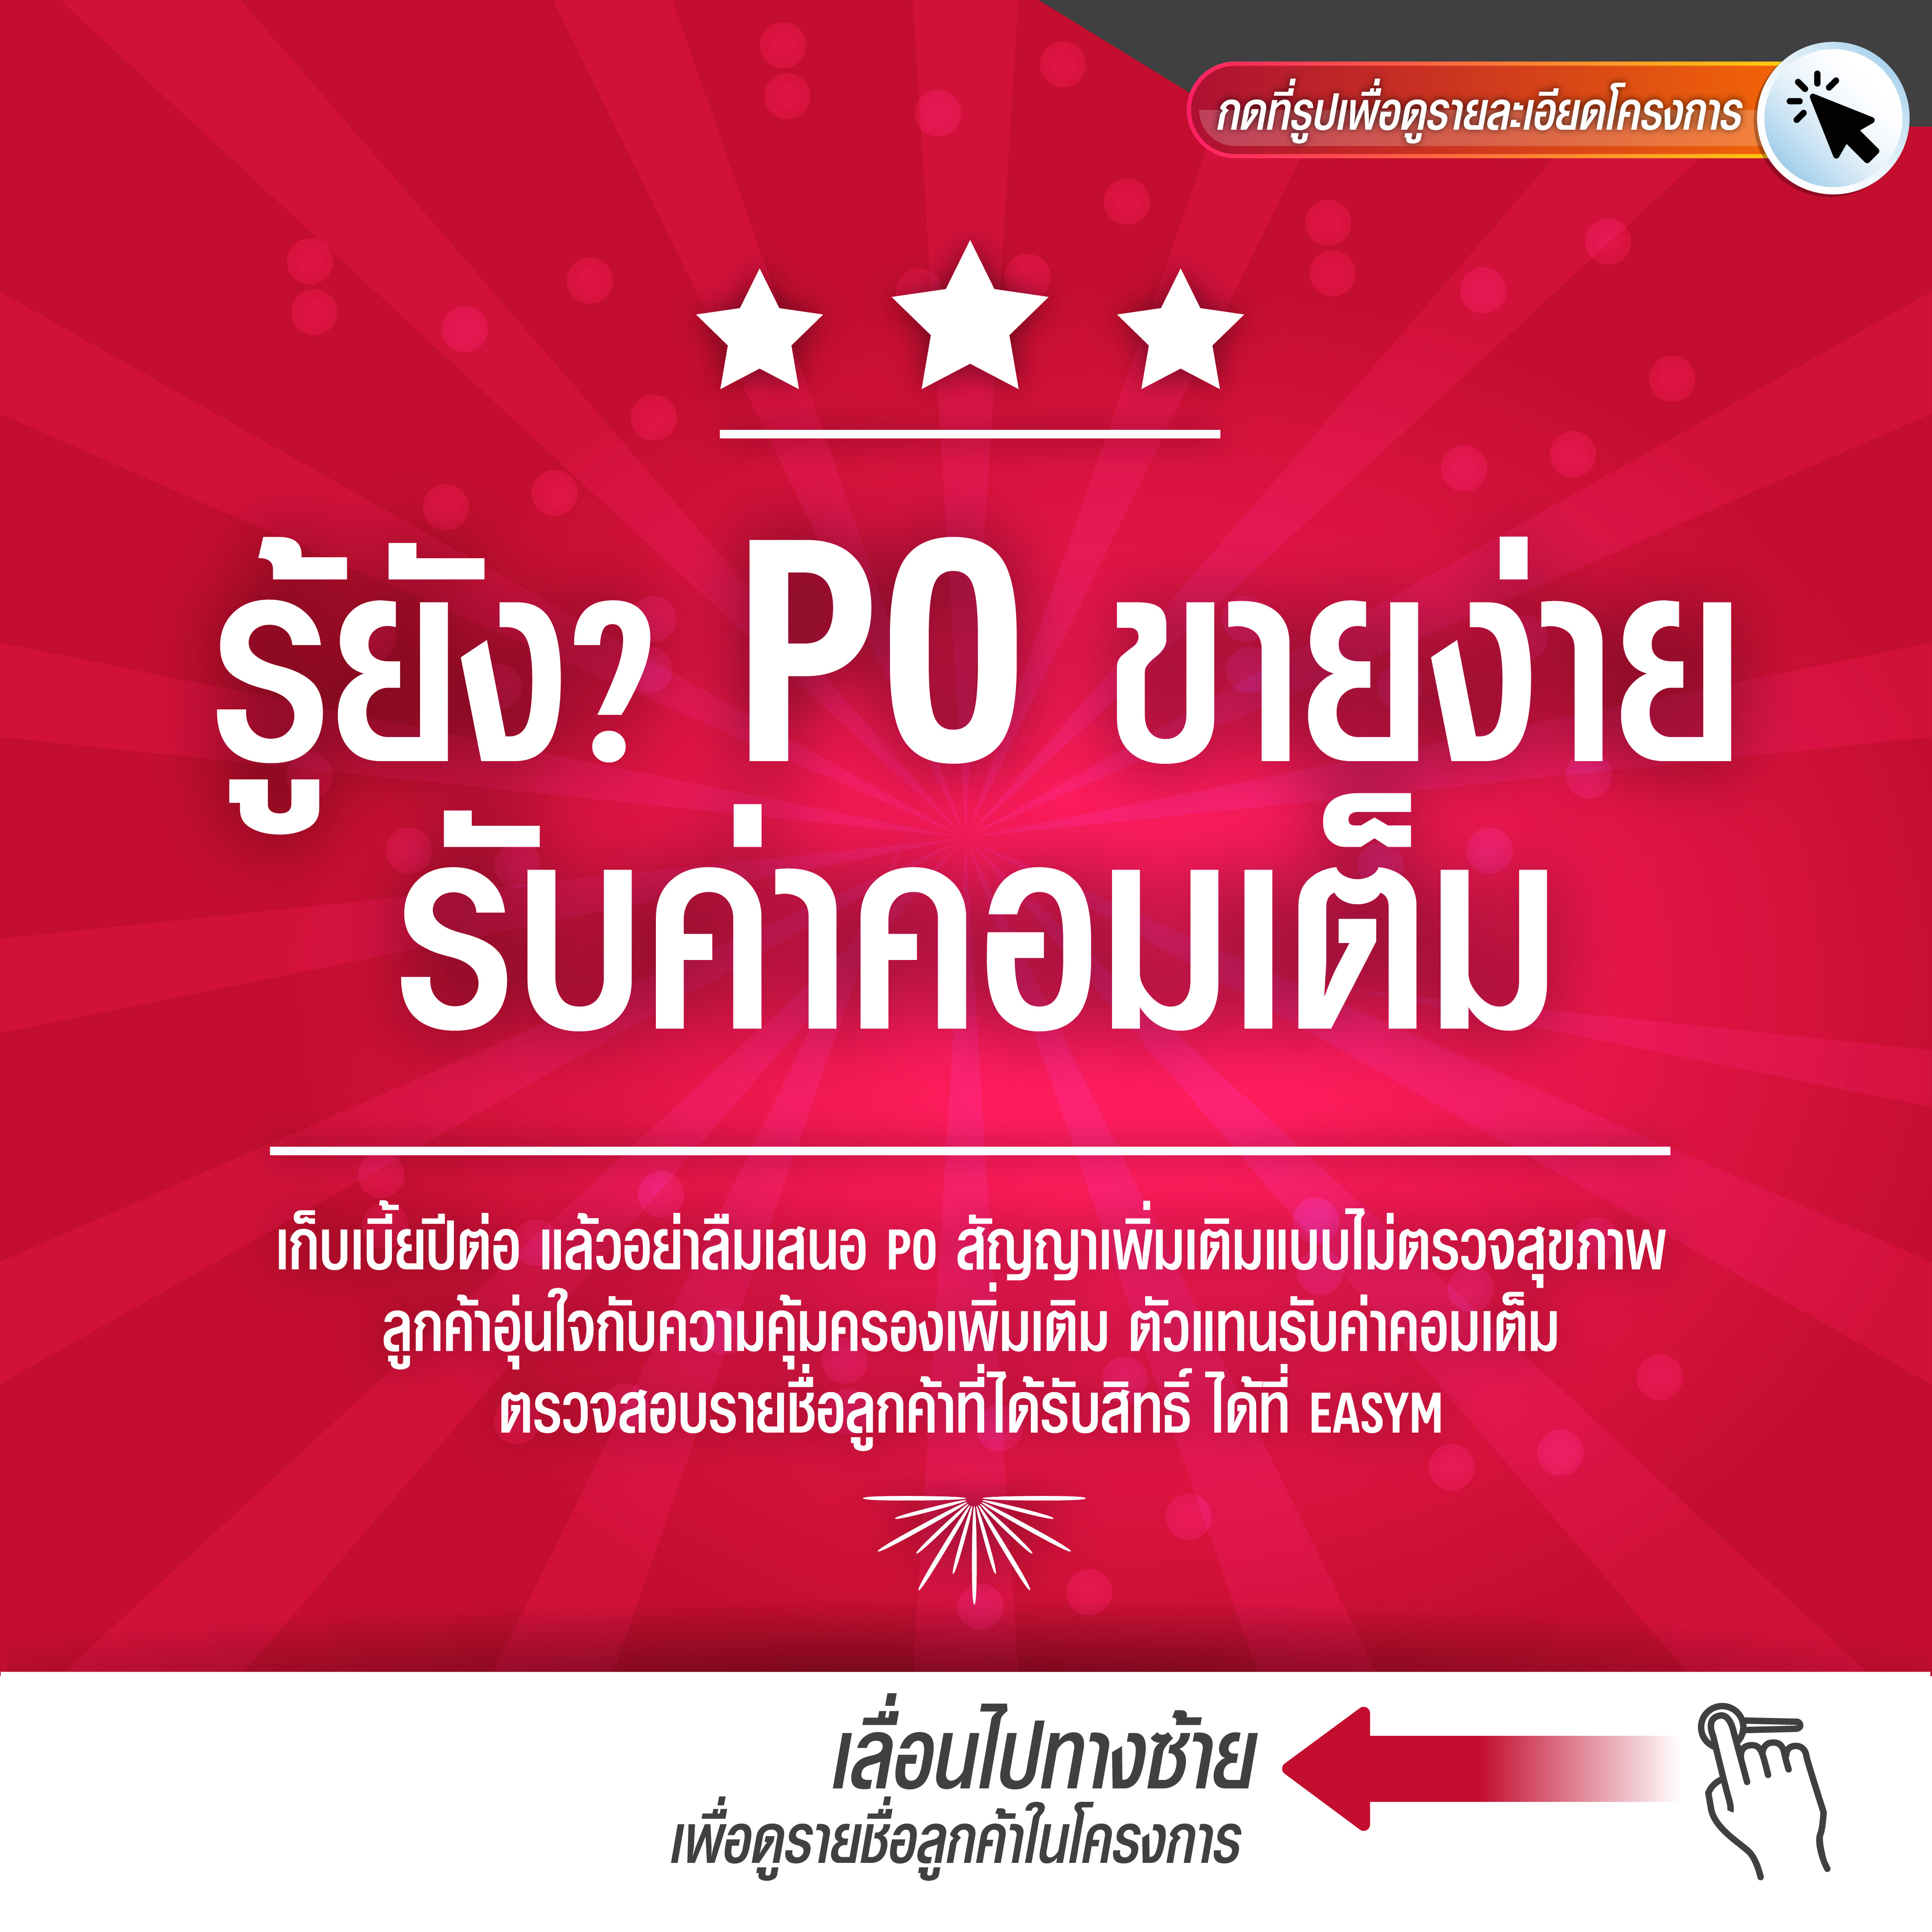 กดที่รูปเพื่อดูรายละเอียดโครงการ
รู้ยัง? PO ขายง่าย
รับค่าคอมเต็ม
เก็บเบี้ยปีต่อ แล้วอย่าลืมเสนอ PO สัญญาเพิ่มเติมแบบไม่ตรวจสุขภาพ
ลูกค้าอุ่นใจกับความคุ้มครองเพิ่มเติม ตัวแทนรับค่าคอมเต็ม
ตรวจสอบรายชื่อลูกค้าที่ได้รับสิทธิ์ ได้ที่ EASYM
เลื่อนไปทางซ้าย
เพื่อดูรายชื่อลูกค้าในโครงการ